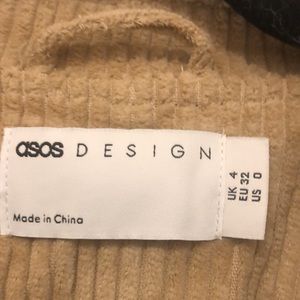 asos DESIGN
Made in China
UK 4
EU 32
US 0